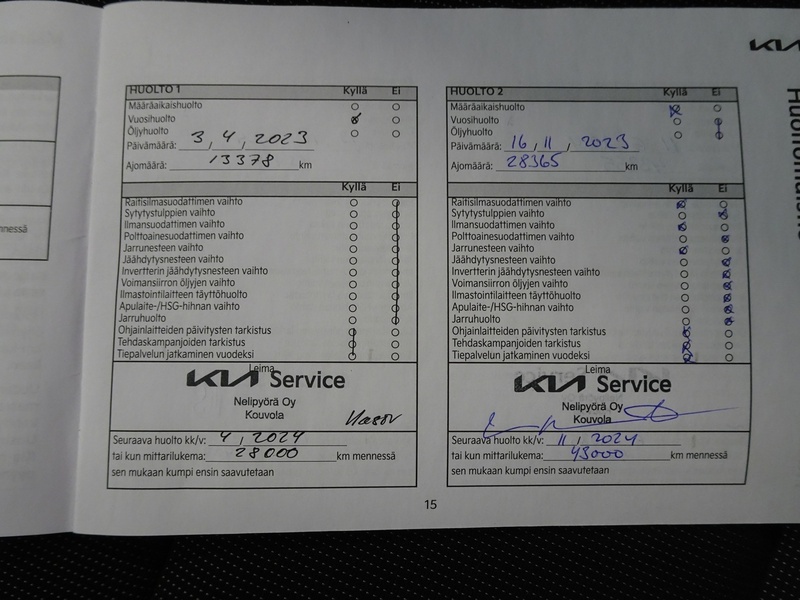 KIA
nessä
HUOLTO 1 Kyllä Ei
Määräaikaishuolto
Vuosihuolto
Öljyhuolto
Päivämäärä: 3, 4, 2023
Ajomäärä: 13378 km
Kyllä Ei
Raitisilmasuodattimen vaihto
Sytytystulppien vaihto
Ilmansuodattimen vaihto
Polttoainesuodattimen vaihto
Jarrunesteen vaihto
Jäähdytysnesteen vaihto
Invertterin jäähdytysnesteen vaihto
Voimansiirron öljyjen vaihto
Ilmastointilaitteen täyttöhuolto
Apulaite-/HSG-hihnan vaihto
Jarruhuolto
Ohjainlaitteiden päivitysten tarkistus
Tehdaskampanjoiden tarkistus
Tiepalvelun jatkaminen vuodeksi
Leima
KIA Service
Nelipyörä Oy
Kouvola
Seuraava huolto kk/v: 4, 2024
tai kun mittarilukema: 28000 km mennessä
sen mukaan kumpi ensin saavutetaan
HUOLTO 2 Kyllä Ei
Määräaikaishuolto
Vuosihuolto
Öljyhuolto
Päivämäärä: 16, 11, 2023
Ajomäärä: 28365 km
Kyllä Ei
Raitisilmasuodattimen vaihto
Sytytystulppien vaihto
Ilmansuodattimen vaihto
Polttoainesuodattimen vaihto
Jarrunesteen vaihto
Jäähdytysnesteen vaihto
Invertterin jäähdytysnesteen vaihto
Voimansiirron öljyjen vaihto
Ilmastointilaitteen täyttöhuolto
Apulaite-/HSG-hihnan vaihto
Jarruhuolto
Ohjainlaitteiden päivitysten tarkistus
Tehdaskampanjoiden tarkistus
Tiepalvelun jatkaminen vuodeksi
Leima
KIA Service
Nelipyörä Oy
Kouvola
Seuraava huolto kk/v: 11, 2024
tai kun mittarilukema: 43000 km mennessä
sen mukaan kumpi ensin saavutetaan
15